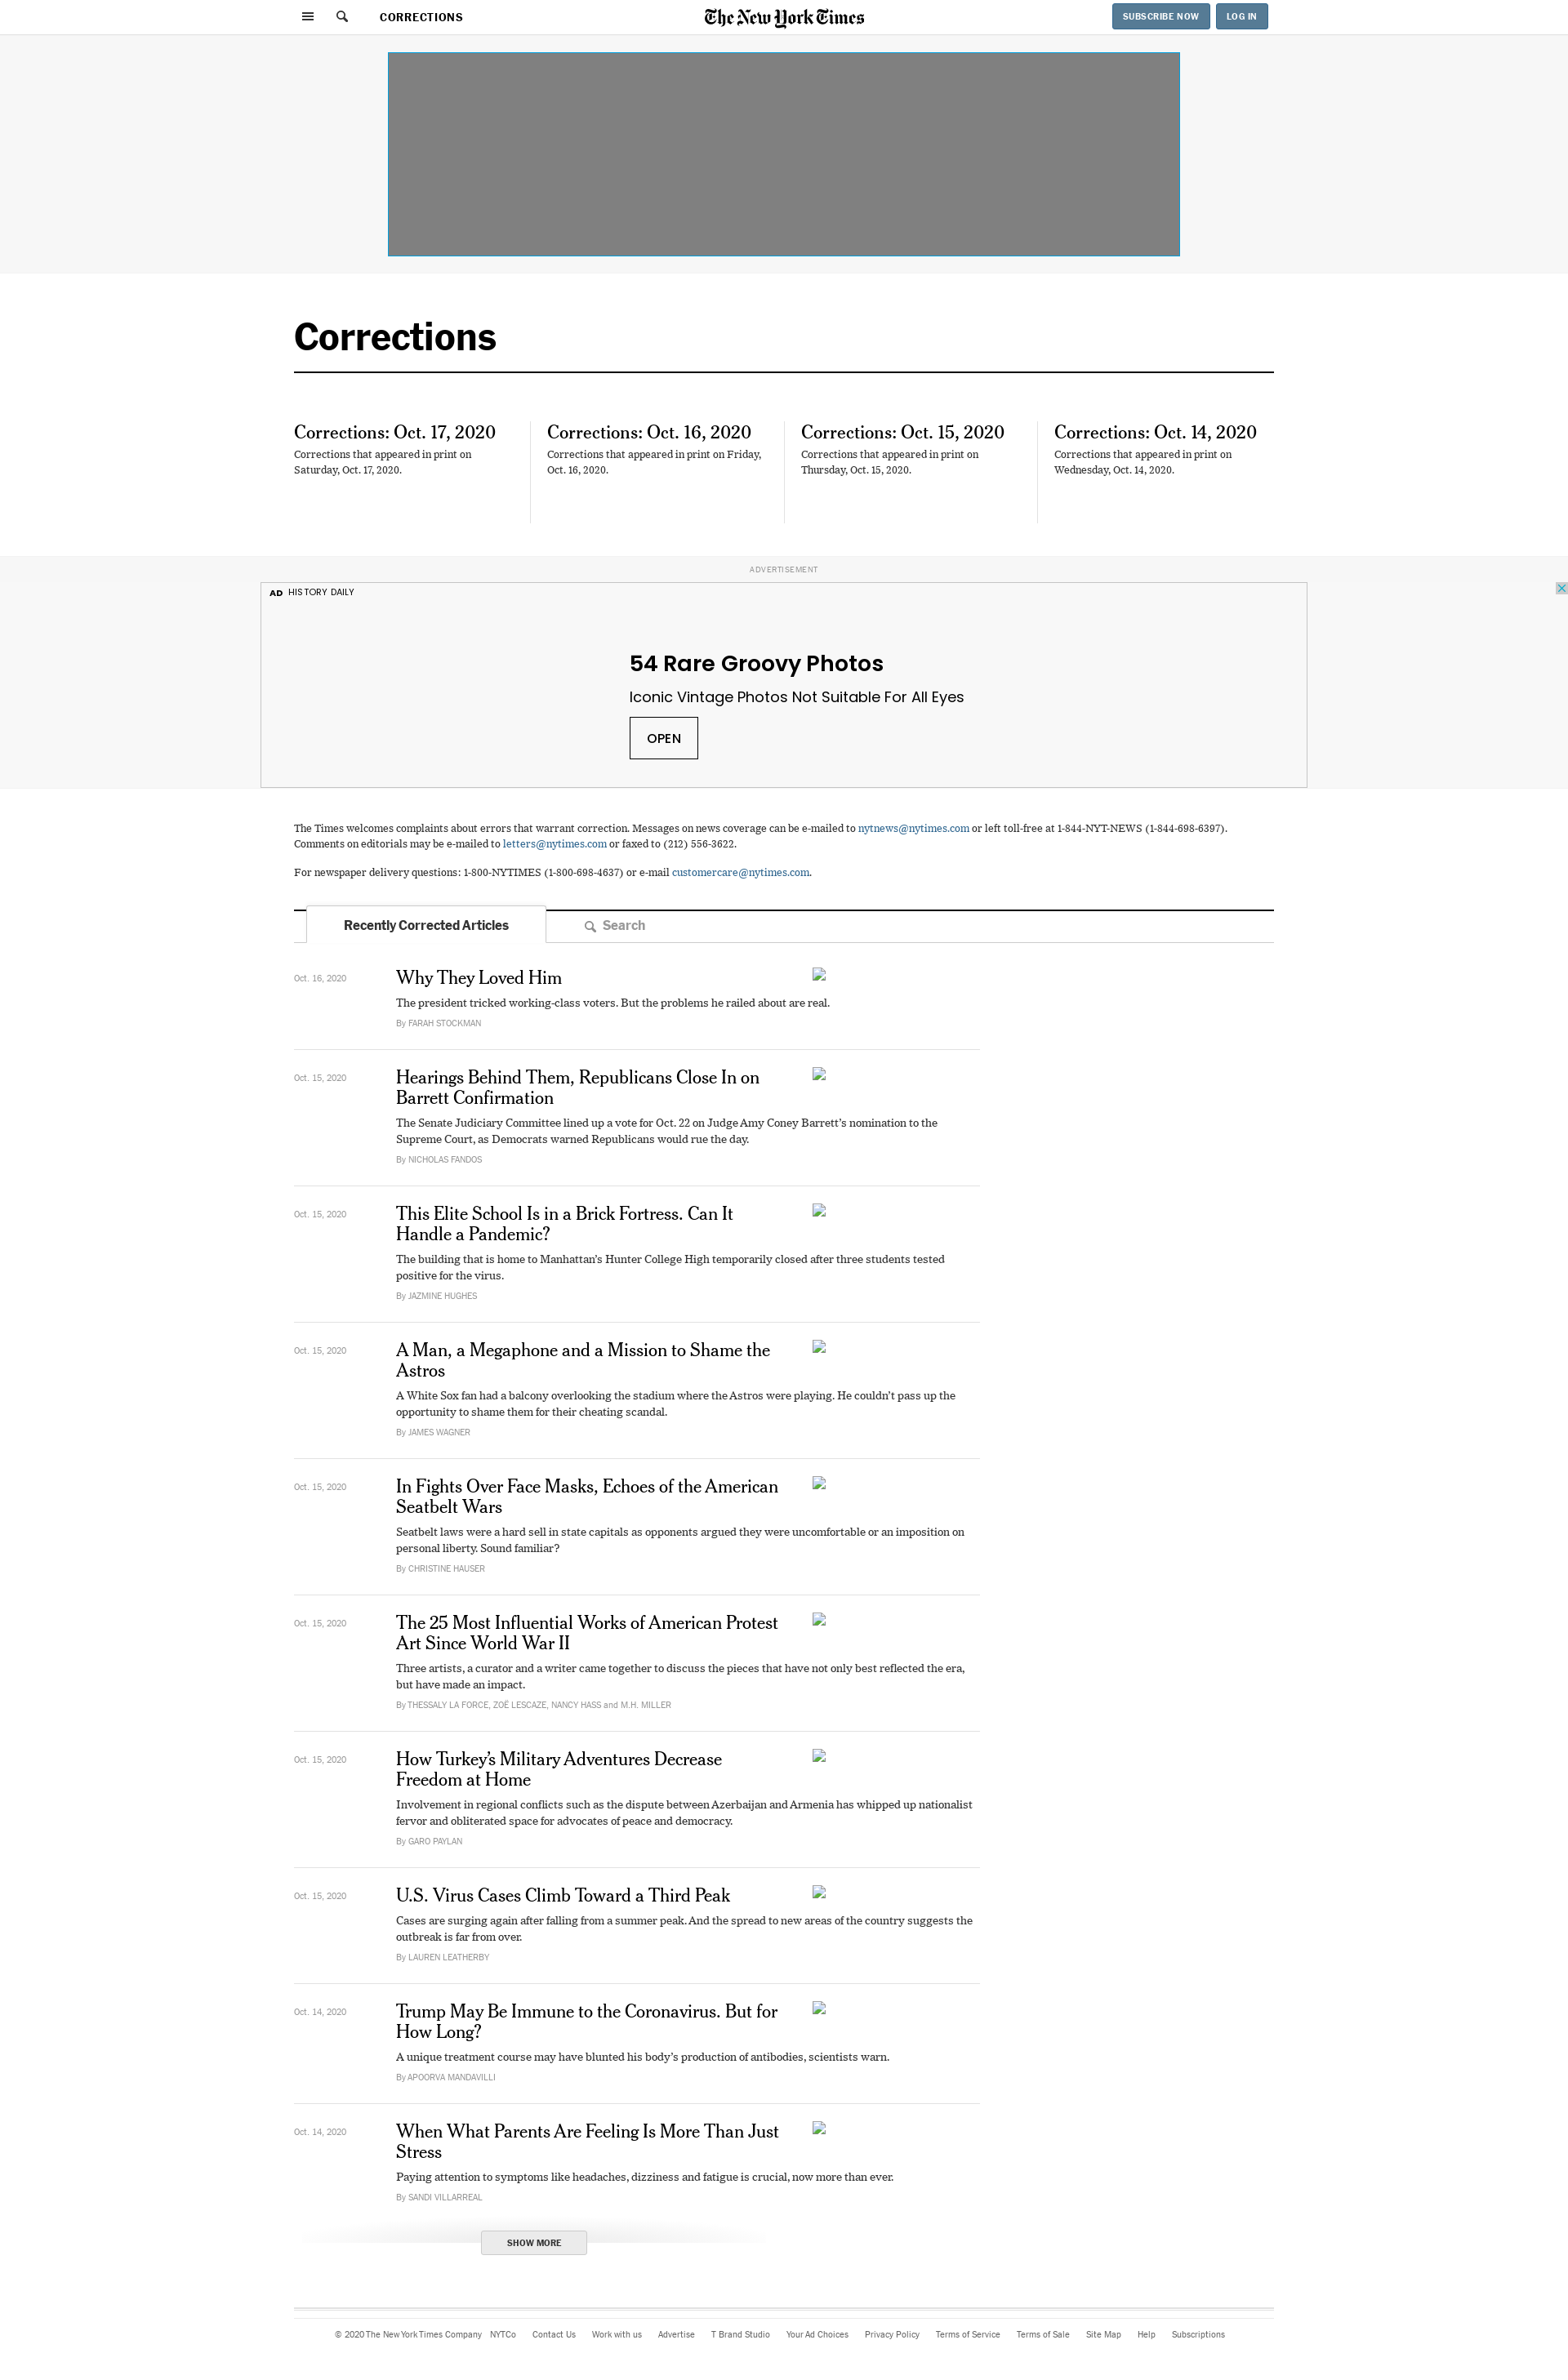 CORRECTIONS
The New York Times
SUBSCRIBE NOW
LOG IN
Corrections
Corrections: Oct. 17, 2020
Corrections that appeared in print on
Saturday, Oct. 17, 2020.
Corrections: Oct. 16, 2020
Corrections that appeared in print on Friday,
Oct. 16, 2020.
Corrections: Oct. 15, 2020
Corrections that appeared in print on
Thursday, Oct. 15, 2020.
Corrections: Oct. 14, 2020
Corrections that appeared in print on
Wednesday, Oct. 14, 2020.
ADVERTISEMENT
AD HISTORY DAILY
54 Rare Groovy Photos
Iconic Vintage Photos Not Suitable For All Eyes
OPEN
The Times welcomes complaints about errors that warrant correction. Messages on news coverage can be e-mailed to nytnews@nytimes.com or left toll-free at 1-844-NYT-NEWS (1-844-698-6397).
Comments on editorials may be e-mailed to letters@nytimes.com or faxed to (212) 556-3622.
For newspaper delivery questions: 1-800-NYTIMES (1-800-698-4637) or e-mail customercare@nytimes.com.
Recently Corrected Articles
Search
Oct. 16, 2020
Why They Loved Him
The president tricked working-class voters. But the problems he railed about are real.
By FARAH STOCKMAN
Oct. 15, 2020
Hearings Behind Them, Republicans Close In on
Barrett Confirmation
The Senate Judiciary Committee lined up a vote for Oct. 22 on Judge Amy Coney Barrett’s nomination to the
Supreme Court, as Democrats warned Republicans would rue the day.
By NICHOLAS FANDOS
Oct. 15, 2020
This Elite School Is in a Brick Fortress. Can It
Handle a Pandemic?
The building that is home to Manhattan’s Hunter College High temporarily closed after three students tested
positive for the virus.
By JAZMINE HUGHES
Oct. 15, 2020
A Man, a Megaphone and a Mission to Shame the
Astros
A White Sox fan had a balcony overlooking the stadium where the Astros were playing. He couldn’t pass up the
opportunity to shame them for their cheating scandal.
By JAMES WAGNER
Oct. 15, 2020
In Fights Over Face Masks, Echoes of the American
Seatbelt Wars
Seatbelt laws were a hard sell in state capitals as opponents argued they were uncomfortable or an imposition on
personal liberty. Sound familiar?
By CHRISTINE HAUSER
Oct. 15, 2020
The 25 Most Influential Works of American Protest
Art Since World War II
Three artists, a curator and a writer came together to discuss the pieces that have not only best reflected the era,
but have made an impact.
By THESSALY LA FORCE, ZOË LESCAZE, NANCY HASS and M.H. MILLER
Oct. 15, 2020
How Turkey’s Military Adventures Decrease
Freedom at Home
Involvement in regional conflicts such as the dispute between Azerbaijan and Armenia has whipped up nationalist
fervor and obliterated space for advocates of peace and democracy.
By GARO PAYLAN
Oct. 15, 2020
U.S. Virus Cases Climb Toward a Third Peak
Cases are surging again after falling from a summer peak. And the spread to new areas of the country suggests the
outbreak is far from over.
By LAUREN LEATHERBY
Oct. 14, 2020
Trump May Be Immune to the Coronavirus. But for
How Long?
A unique treatment course may have blunted his body’s production of antibodies, scientists warn.
By APOORVA MANDAVILLI
Oct. 14, 2020
When What Parents Are Feeling Is More Than Just
Stress
Paying attention to symptoms like headaches, dizziness and fatigue is crucial, now more than ever.
By SANDI VILLARREAL
SHOW MORE
© 2020 The New York Times Company NYTCo Contact Us Work with us Advertise T Brand Studio Your Ad Choices Privacy Policy Terms of Service Terms of Sale Site Map Help Subscriptions